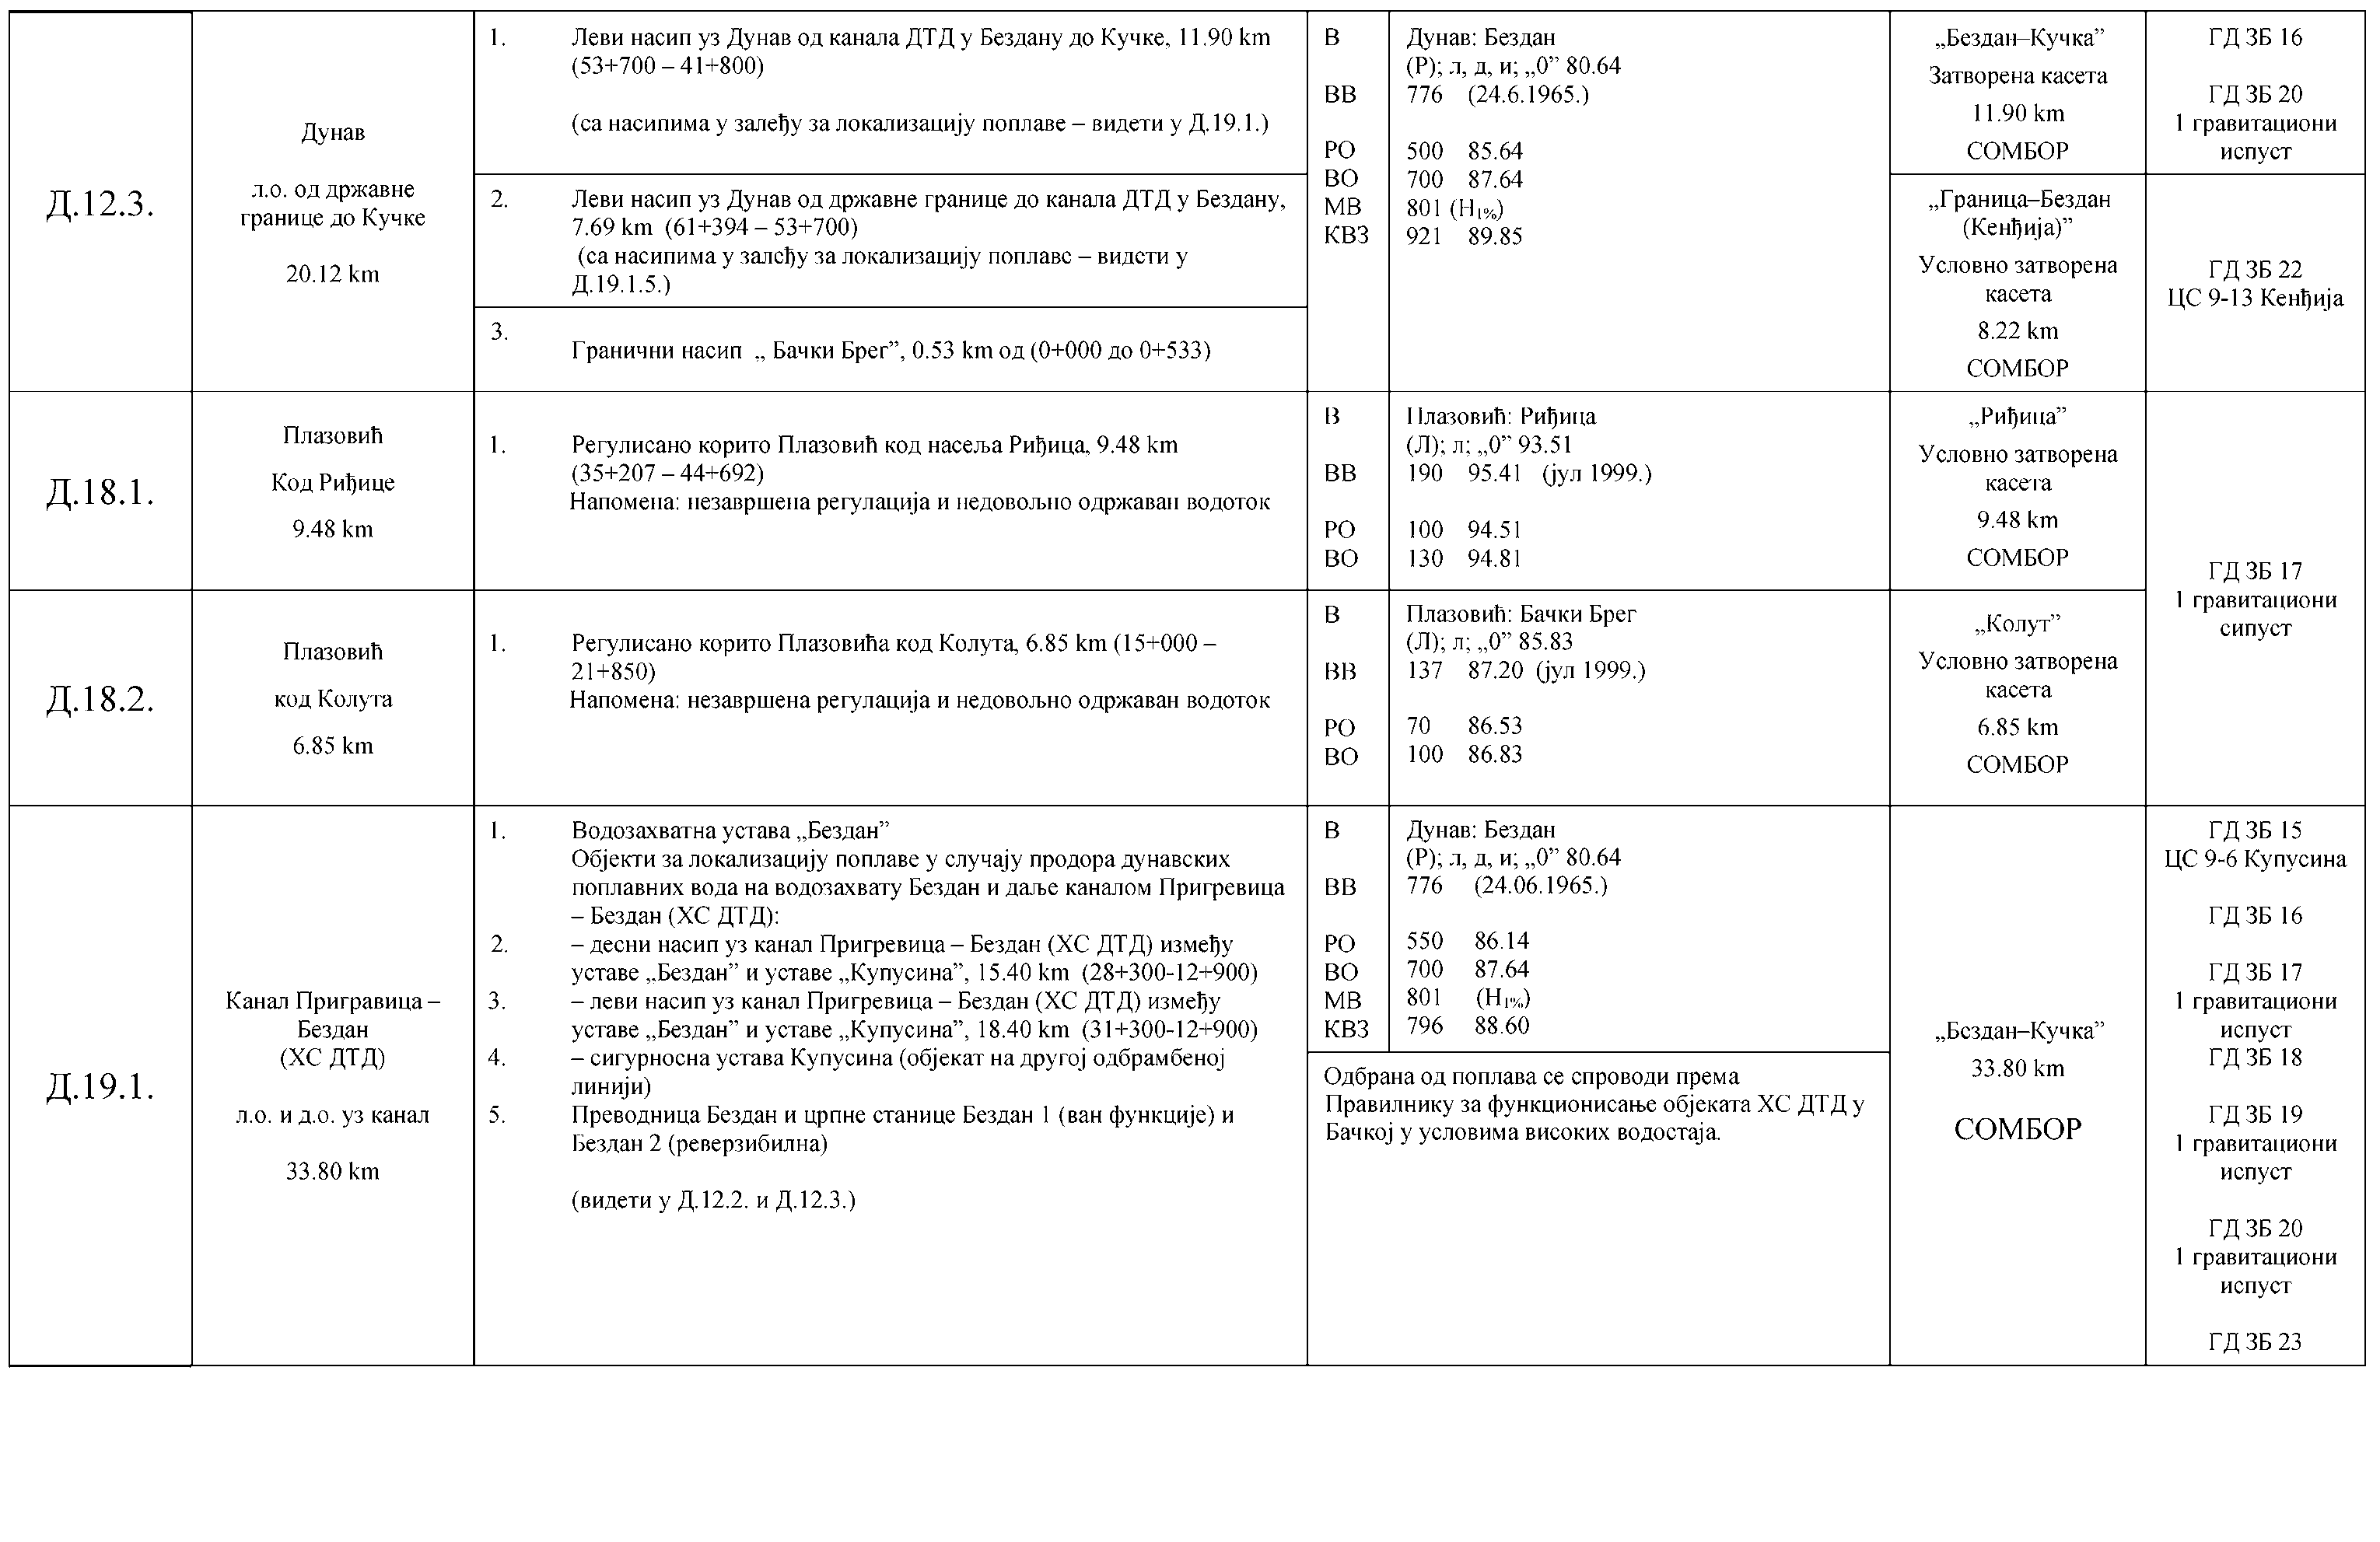 Д.12.3.
Дунав
л.о. од државне
границе до Кучке
20.12 km
1. Леви насип уз Дунав од канала ДТД у Бездану до Кучке, 11.90 km
(53+700 – 41+800)
(са насипима у залеђу за локализацију поплаве – видети у Д.19.1.)
2. Леви насип уз Дунав од државне границе до канала ДТД у Бездану,
7.69 km (61+394 – 53+700)
(са насипима у залеђу за локализацију поплаве – видети у
Д.19.1.5.)
3.
Гранични насип „ Бачки Брег”, 0.53 km од (0+000 до 0+533)
В Дунав: Бездан
(Р); л, д, и; „0” 80.64
ВВ 776 (24.6.1965.)
РО 500 85.64
ВО 700 87.64
МВ 801 (H1%)
КВЗ 921 89.85
„Бездан–Кучка”
Затворена касета
11.90 km
СОМБОР
„Граница–Бездан
(Кенђија)”
Условно затворена
касета
8.22 km
СОМБОР
ГД ЗБ 16
ГД ЗБ 20
1 гравитациони
испуст
ГД ЗБ 22
ЦС 9-13 Кенђија
Д.18.1.
Плазовић
Код Риђице
9.48 km
1. Регулисано корито Плазовић код насеља Риђица, 9.48 km
(35+207 – 44+692)
Напомена: незавршена регулација и недовољно одржаван водоток
В Плазовић: Риђица
(Л); л; „0” 93.51
ВВ 190 95.41 (јул 1999.)
РО 100 94.51
ВО 130 94.81
„Риђица”
Условно затворена
касета
9.48 km
СОМБОР
ГД ЗБ 17
1 гравитациони
сипуст
Д.18.2.
Плазовић
код Колута
6.85 km
1. Регулисано корито Плазовића код Колута, 6.85 km (15+000 –
21+850)
Напомена: незавршена регулација и недовољно одржаван водоток
В Плазовић: Бачки Брег
(Л); л; „0” 85.83
ВВ 137 87.20 (јул 1999.)
РО 70 86.53
ВО 100 86.83
„Колут”
Условно затворена
касета
6.85 km
СОМБОР
Д.19.1.
Канал Пригравица –
Бездан
(ХС ДТД)
л.о. и д.о. уз канал
33.80 km
1. Водозахватна устава „Бездан”
Објекти за локализацију поплаве у случају продора дунавских
поплавних вода на водозахвату Бездан и даље каналом Пригревица
– Бездан (ХС ДТД):
2. – десни насип уз канал Пригревица – Бездан (ХС ДТД) између
уставе „Бездан” и уставе „Купусина”, 15.40 km (28+300-12+900)
3. – леви насип уз канал Пригревица – Бездан (ХС ДТД) између
уставе „Бездан” и уставе „Купусина”, 18.40 km (31+300-12+900)
4. – сигурносна устава Купусина (објекат на другој одбрамбеној
линији)
5. Преводница Бездан и црпне станице Бездан 1 (ван функције) и
Бездан 2 (реверзибилна)
(видети у Д.12.2. и Д.12.3.)
В Дунав: Бездан
(Р); л, д, и; „0” 80.64
ВВ 776 (24.06.1965.)
РО 550 86.14
ВО 700 87.64
МВ 801 (H1%)
КВЗ 796 88.60
Одбрана од поплава се спроводи према
Правилнику за функционисање објеката ХС ДТД у
Бачкој у условима високих водостаја.
„Бездан–Кучка”
33.80 km
СОМБОР
ГД ЗБ 15
ЦС 9-6 Купусина
ГД ЗБ 16
ГД ЗБ 17
1 гравитациони
испуст
ГД ЗБ 18
ГД ЗБ 19
1 гравитациони
испуст
ГД ЗБ 20
1 гравитациони
испуст
ГД ЗБ 23